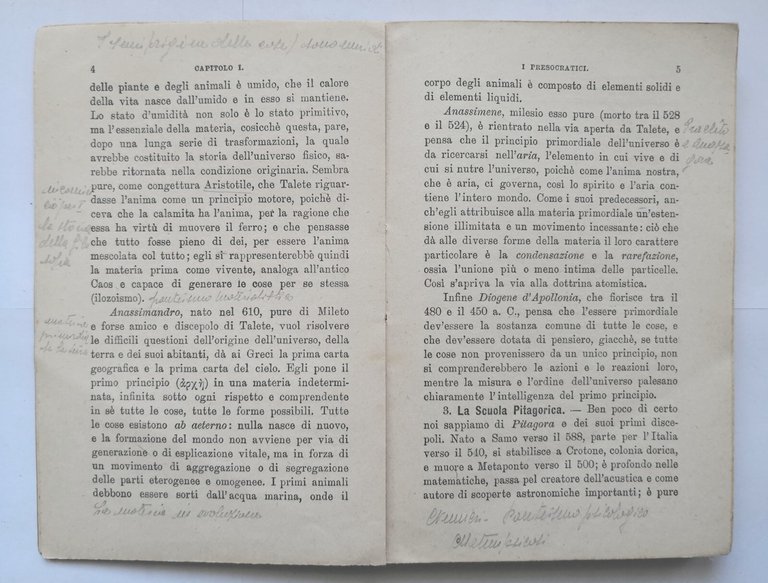 4 CAPITOLO I.
delle piante e degli animali è umido, che il calore
della vita nasce dall'umido e in esso si mantiene.
Lo stato d'umidità non solo è lo stato primitivo,
ma l'essenziale della materia, cosicchè questa, pare,
dopo una lunga serie di trasformazioni, la quale
avrebbe costituito la storia dell'universo fisico, sa-
rebbe ritornata nella condizione originaria. Sembra
pure, come congettura Aristotile, che Talete riguar-
dasse l'anima come un principio motore, poichè di-
ceva che la calamita ha l'anima, per la ragione che
essa ha virtù di muovere il ferro; e che pensasse
che tutto fosse pieno di dei, per essere l'anima
mescolata col tutto; egli si rappresenterebbe quindi
la materia prima come vivente, analoga all'antico
Caos e capace di generare le cose per se stessa
(ilozoismo). panteismo materialistico
Anassimandro, nato nel 610, pure di Mileto
e forse amico e discepolo di Talete, vuol risolvere
le difficili questioni dell'origine dell'universo, della
terra e dei suoi abitanti, dà ai Greci la prima carta
geografica e la prima carta del cielo. Egli pone il
primo principio (ἀρχὴ) in una materia indetermi-
nata, infinita sotto ogni rispetto e comprendente
in sè tutte le cose, tutte le forme possibili. Tutte
le cose esistono ab aeterno: nulla nasce di nuovo,
e la formazione del mondo non avviene per via di
generazione o di esplicazione vitale, ma in forza di
un movimento di aggregazione o di segregazione
delle parti eterogenee e omogenee. I primi animali
debbono essere sorti dall'acqua marina, onde il
La materia in evoluzione
I PRESOCRATICI. 5
corpo degli animali è composto di elementi solidi e
di elementi liquidi.
Anassimene, milesio esso pure (morto tra il 528
e il 524), è rientrato nella via aperta da Talete, e
pensa che il principio primordiale dell'universo è
da ricercarsi nell'aria, l'elemento in cui vive e di
cui si nutre l'universo, poichè come l'anima nostra,
che è aria, ci governa, così lo spirito e l'aria con-
tiene l'intero mondo. Come i suoi predecessori, an-
ch'egli attribuisce alla materia primordiale un'esten-
sione illimitata e un movimento incessante: ciò che
dà alle diverse forme della materia il loro carattere
particolare è la condensazione e la rarefazione,
ossia l'unione più o meno intima delle particelle.
Così s'apriva la via alla dottrina atomistica.
Infine Diogene d'Apollonia, che fiorisce tra il
480 e il 450 a. C., pensa che l'essere primordiale
dev'essere la sostanza comune di tutte le cose, e
che dev'essere dotata di pensiero, giacchè, se tutte
le cose non provenissero da un unico principio, non
si comprenderebbero le azioni e le reazioni loro,
mentre la misura e l'ordine dell'universo palesano
chiaramente l'intelligenza del primo principio.
3. La Scuola Pitagorica. — Ben poco di certo
noi sappiamo di Pitagora e dei suoi primi disce-
poli. Nato a Samo verso il 588, parte per l'Italia
verso il 540, si stabilisce a Crotone, colonia dorica,
e muore a Metaponto verso il 500; è profondo nelle
matematiche, passa pel creatore dell'acustica e come
autore di scoperte astronomiche importanti; è pure
Panteismo psicologico
Metempsicosi